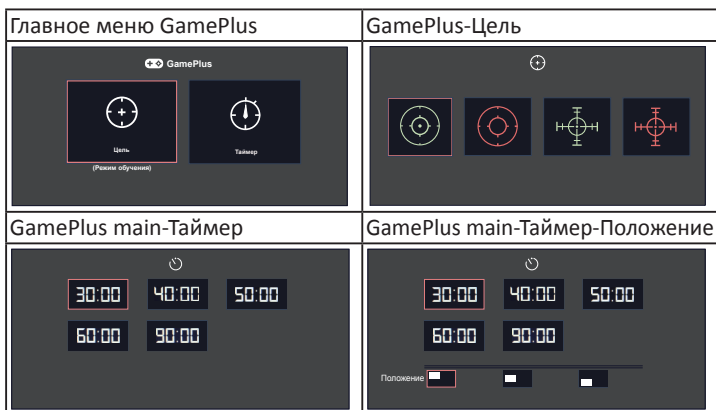 Главное меню GamePlus
GamePlus-Цель
GamePlus
Цель
Таймер
(Режим обучения)
GamePlus main-Таймер
GamePlus main-Таймер-Положение
30:00 40:00 50:00
60:00 90:00
30:00 40:00 50:00
60:00 90:00
Положение